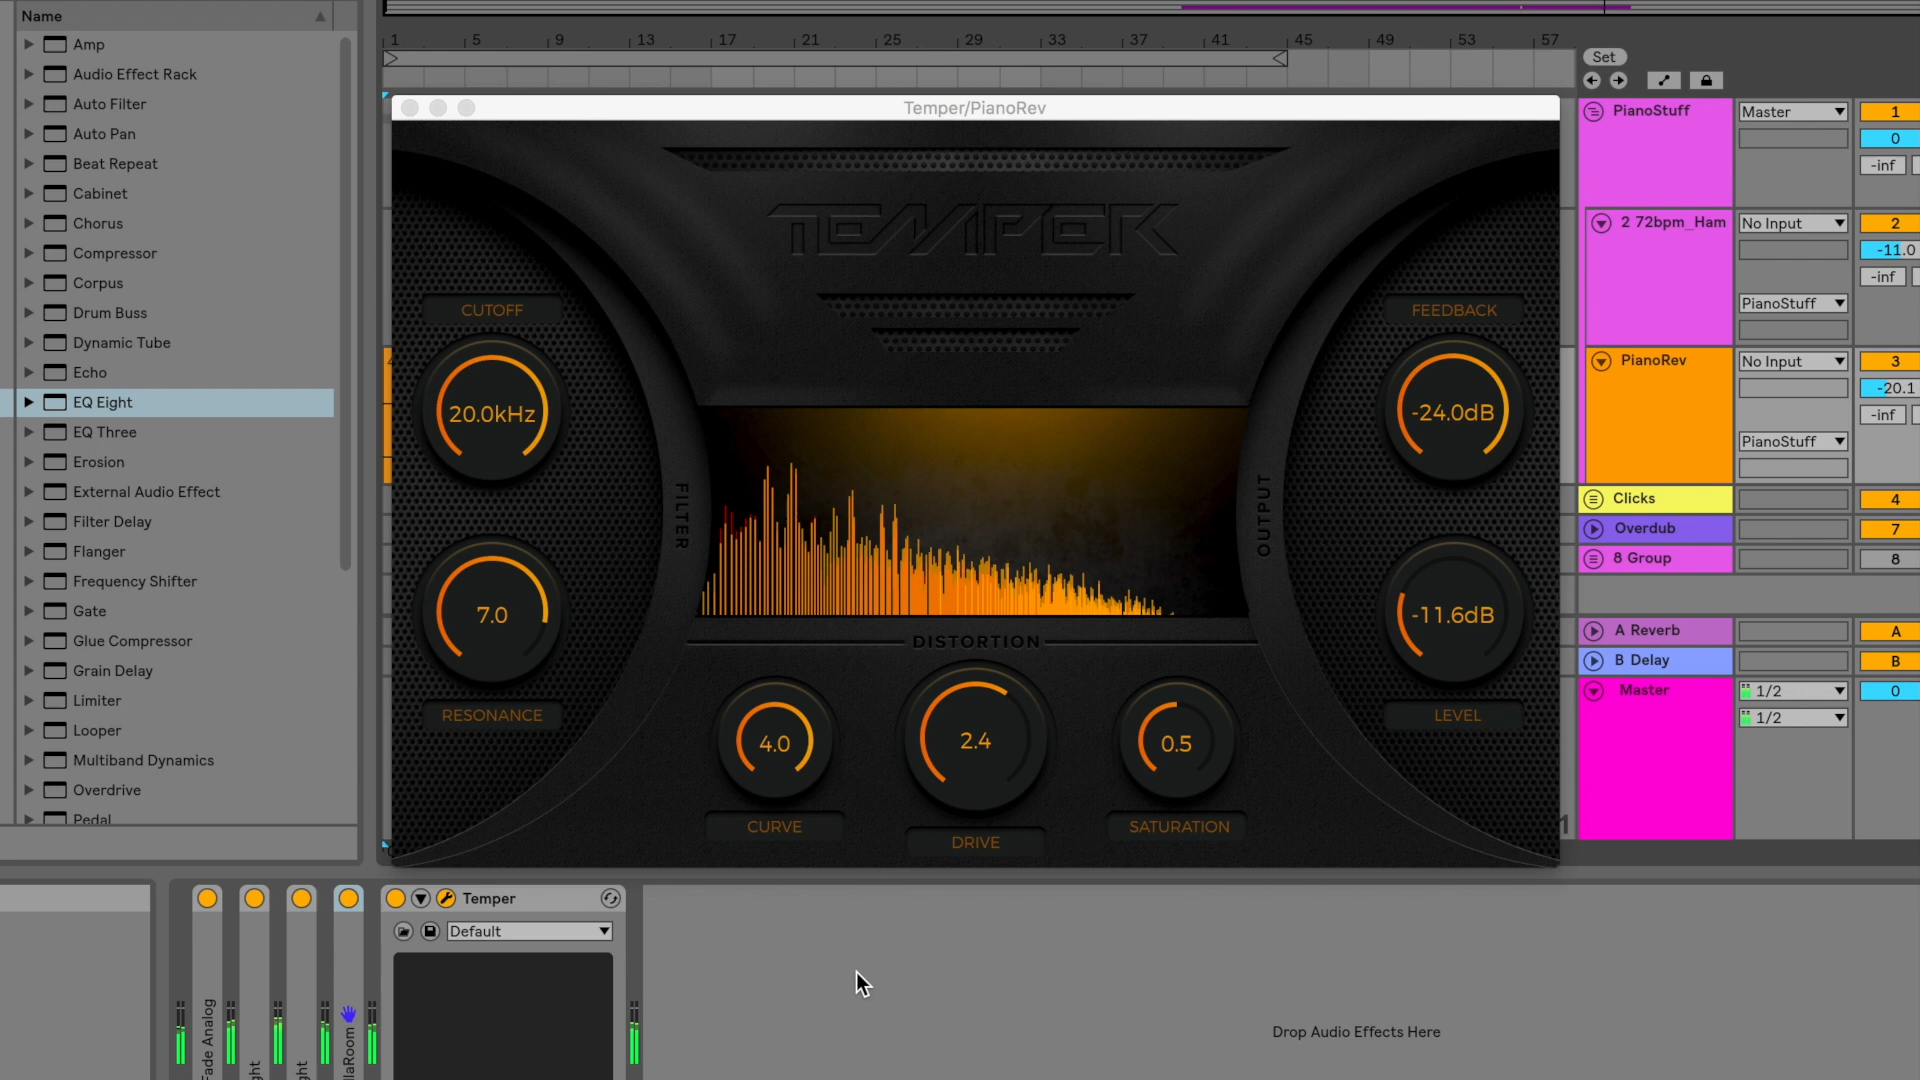 Name
Amp
Audio Effect Rack
Auto Filter
Auto Pan
Beat Repeat
Cabinet
Chorus
Compressor
Corpus
Drum Buss
Dynamic Tube
Echo
EQ Eight
EQ Three
Erosion
External Audio Effect
Filter Delay
Flanger
Frequency Shifter
Gate
Glue Compressor
Grain Delay
Limiter
Looper
Multiband Dynamics
Overdrive
Pedal
1 5 9 13 17 21 25 29 33 37 41 45 49 53 57
Temper/PianoRev
TEMPER
CUTOFF
20.0kHz
7.0
RESONANCE
FILTER
OUTPUT
FEEDBACK
-24.0dB
-11.6dB
LEVEL
DISTORTION
4.0
CURVE
2.4
DRIVE
0.5
SATURATION
Set
PianoStuff Master 1
0
-inf
2 72bpm_Ham No Input 2
-11.0
-inf
PianoStuff
PianoRev No Input 3
-20.1
-inf
PianoStuff
Clicks 4
Overdub 7
8 Group 8
A Reverb A
B Delay B
Master 1/2 0
1/2
Fade Analog
Temper
Default
Drop Audio Effects Here